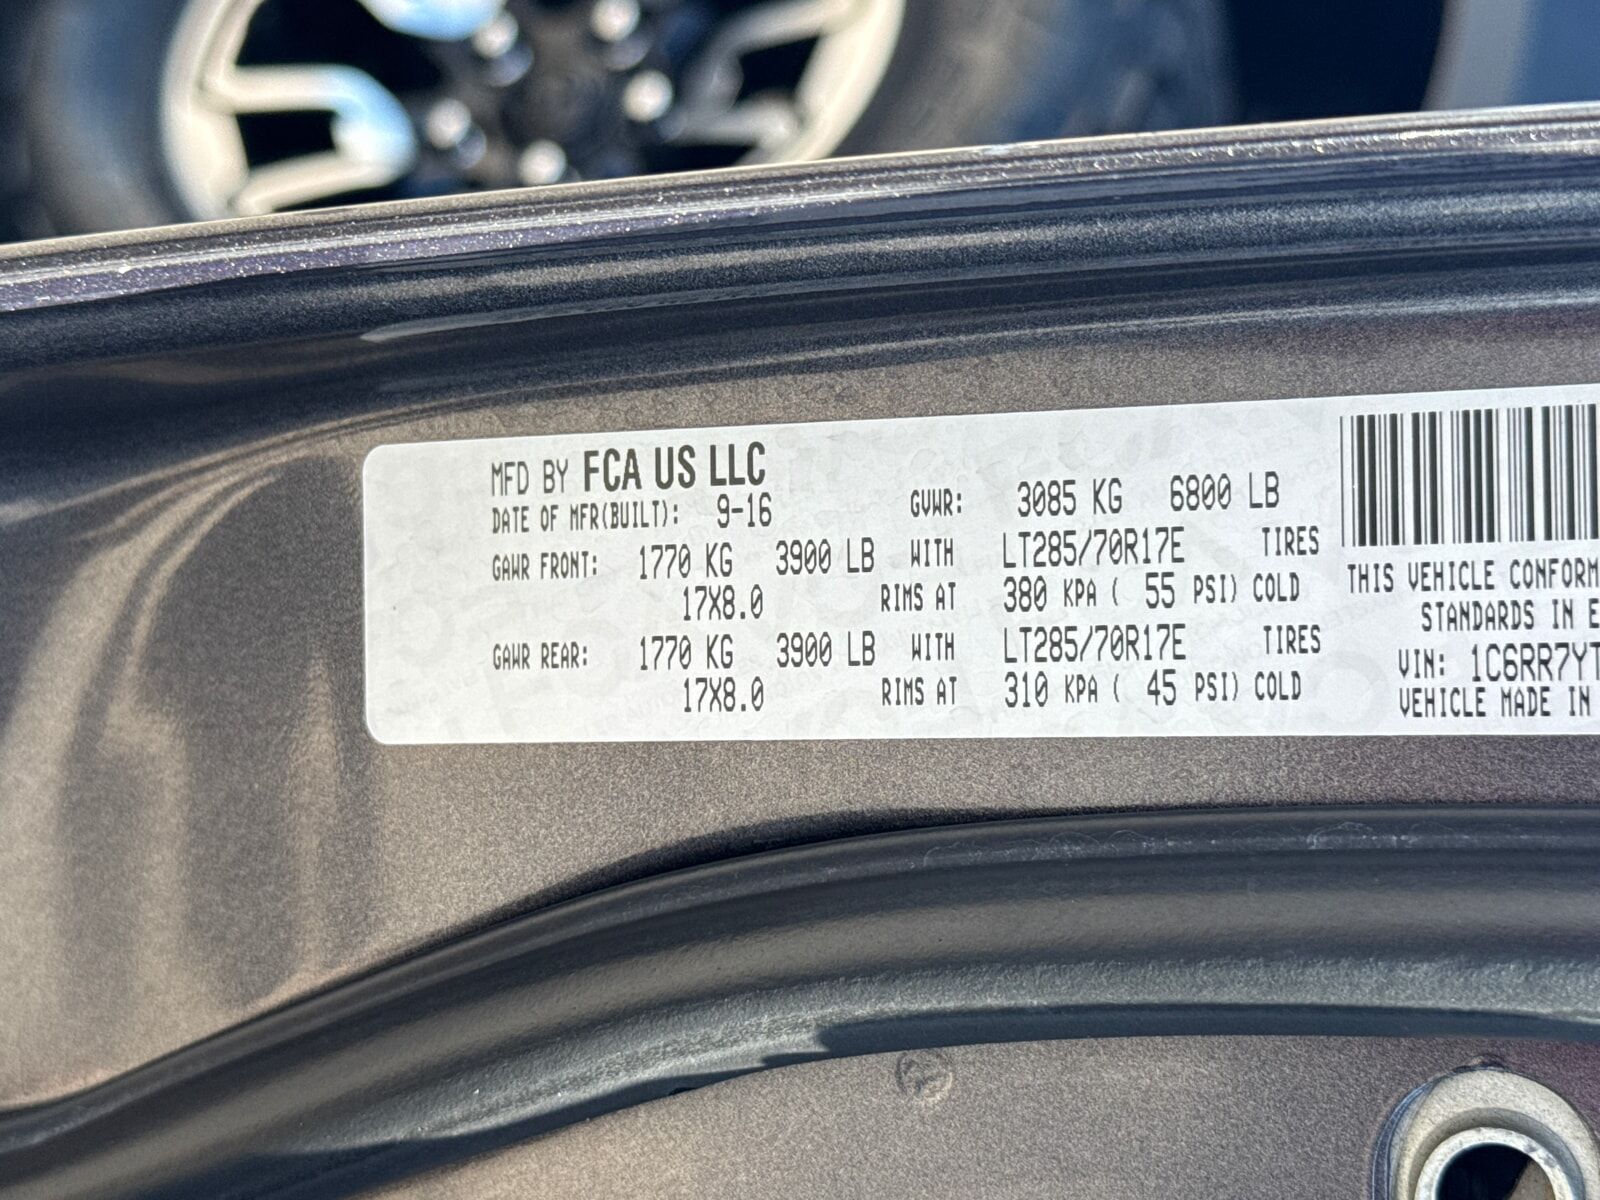 MFD BY FCA US LLC
DATE OF MFR(BUILT): 9-16 GVWR: 3085 KG 6800 LB
GAWR FRONT: 1770 KG 3900 LB WITH LT285/70R17E TIRES
17X8.0 RIMS AT 380 KPA ( 55 PSI) COLD
GAWR REAR: 1770 KG 3900 LB WITH LT285/70R17E TIRES
17X8.0 RIMS AT 310 KPA ( 45 PSI) COLD
THIS VEHICLE CONFORM
STANDARDS IN E
VIN: 1C6RR7YT
VEHICLE MADE IN